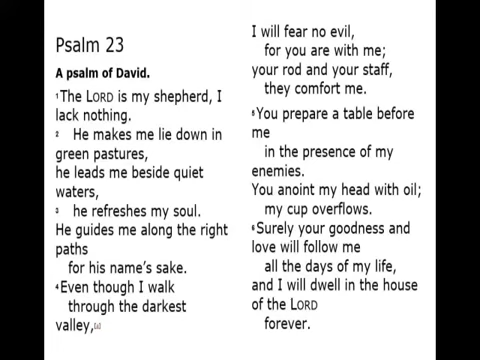 Psalm 23
A psalm of David.
1The LORD is my shepherd, I
lack nothing.
2 He makes me lie down in
green pastures,
he leads me beside quiet
waters,
3 he refreshes my soul.
He guides me along the right
paths
for his name’s sake.
4Even though I walk
through the darkest
valley,[a]
I will fear no evil,
for you are with me;
your rod and your staff,
they comfort me.
5You prepare a table before
me
in the presence of my
enemies.
You anoint my head with oil;
my cup overflows.
6Surely your goodness and
love will follow me
all the days of my life,
and I will dwell in the house
of the LORD
forever.